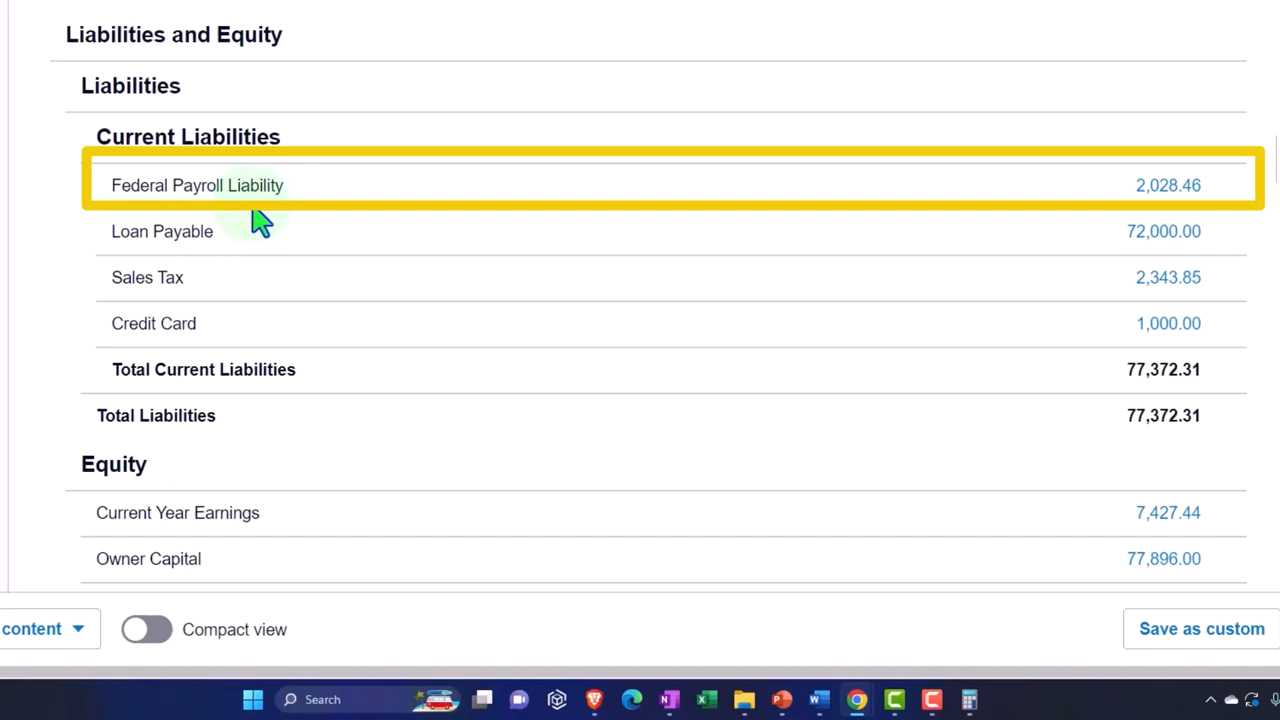 Liabilities and Equity
Liabilities
Current Liabilities
Federal Payroll Liability 2,028.46
Loan Payable 72,000.00
Sales Tax 2,343.85
Credit Card 1,000.00
Total Current Liabilities 77,372.31
Total Liabilities 77,372.31
Equity
Current Year Earnings 7,427.44
Owner Capital 77,896.00
content Compact view Save as custom
Search